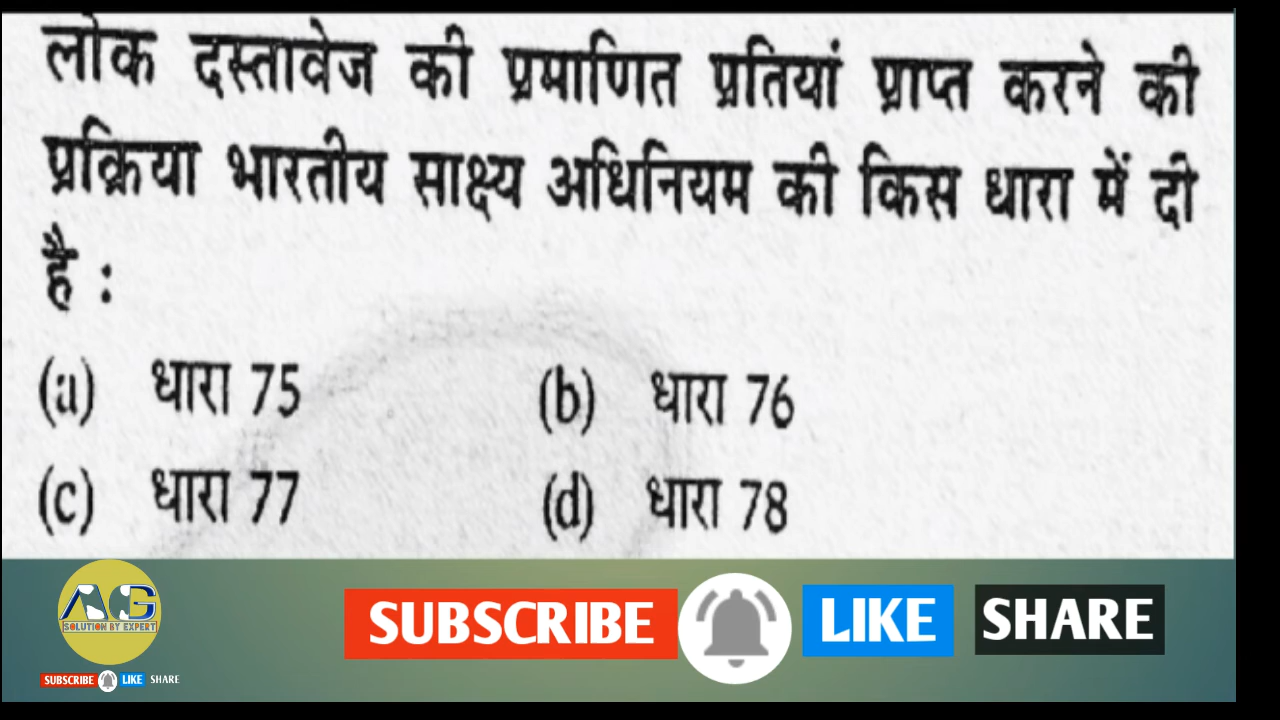 लोक दस्तावेज की प्रमाणित प्रतियां प्राप्त करने की
प्रक्रिया भारतीय साक्ष्य अधिनियम की किस धारा में दी
है :
(a) धारा 75 (b) धारा 76
(c) धारा 77 (d) धारा 78
AG
SOLUTION BY EXPERT
SUBSCRIBE LIKE SHARE
SUBSCRIBE LIKE SHARE